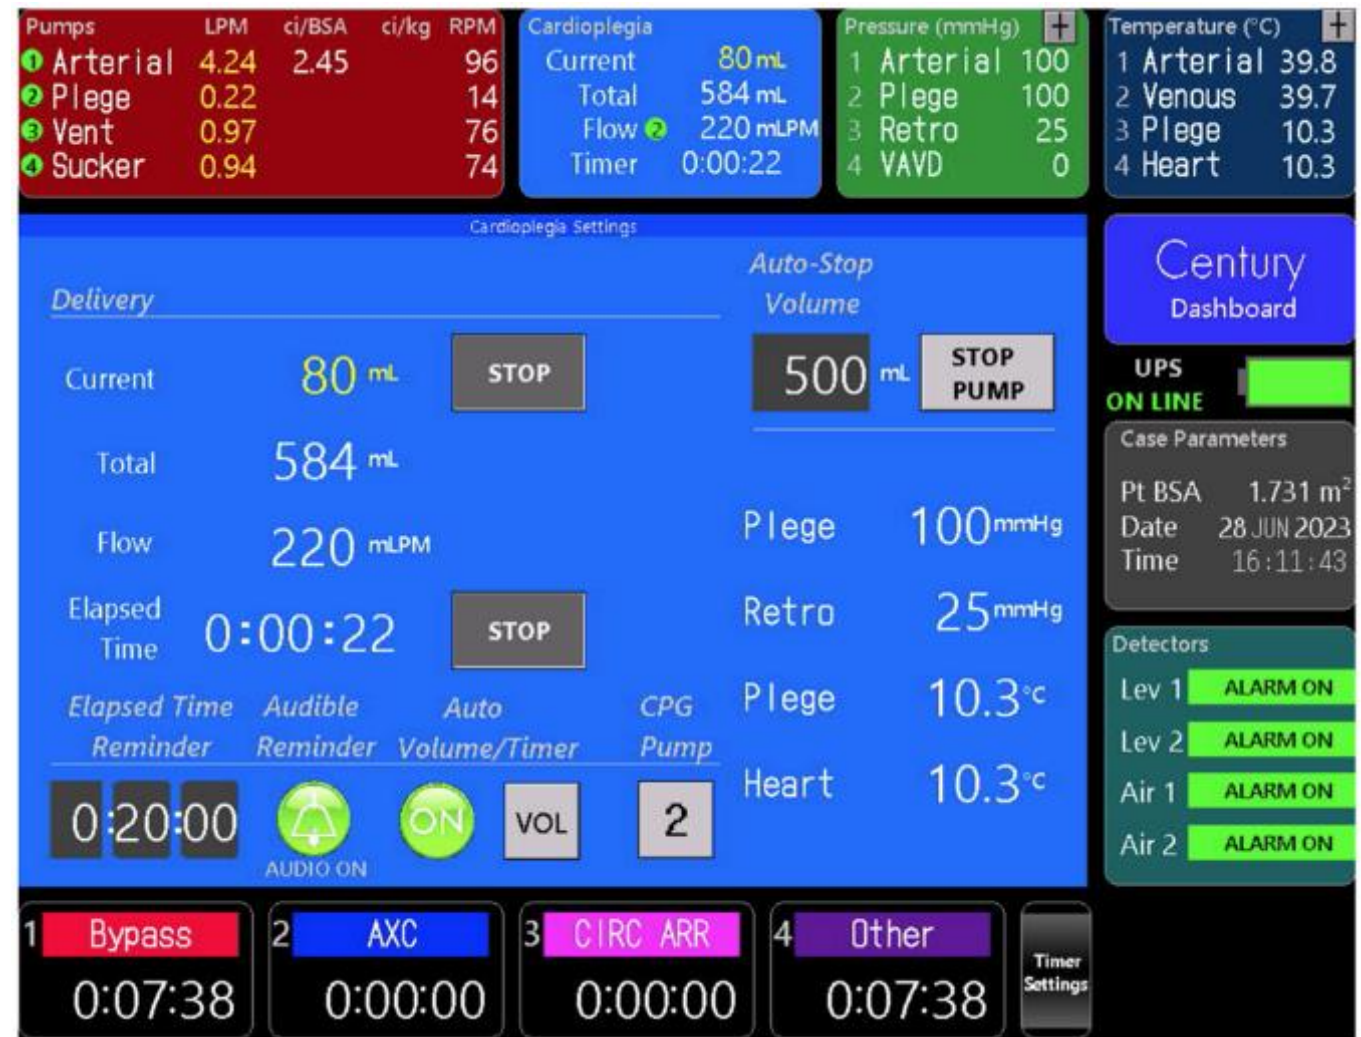 Pumps LPM ci/BSA ci/kg RPM
1 Arterial 4.24 2.45 96
2 Plege 0.22 14
3 Vent 0.97 76
4 Sucker 0.94 74
Cardioplegia
Current 80 mL
Total 584 mL
Flow 2 220 mLPM
Timer 0:00:22
Pressure (mmHg) +
1 Arterial 100
2 Plege 100
3 Retro 25
4 VAVD 0
Temperature (°C) +
1 Arterial 39.8
2 Venous 39.7
3 Plege 10.3
4 Heart 10.3
Cardioplegia Settings
Delivery
Current 80 mL STOP
Total 584 mL
Flow 220 mLPM
Elapsed
Time 0:00:22 STOP
Elapsed Time
Reminder
0:20:00
Audible
Reminder
AUDIO ON
Auto
Volume/Timer
ON VOL
CPG
Pump
2
Auto-Stop
Volume
500 mL STOP
PUMP
Plege 100 mmHg
Retro 25 mmHg
Plege 10.3 °C
Heart 10.3 °C
Century
Dashboard
UPS
ON LINE
Case Parameters
Pt BSA 1.731 m²
Date 28 JUN 2023
Time 16:11:43
Detectors
Lev 1 ALARM ON
Lev 2 ALARM ON
Air 1 ALARM ON
Air 2 ALARM ON
1 Bypass
0:07:38
2 AXC
0:00:00
3 CIRC ARR
0:00:00
4 Other
0:07:38
Timer
Settings